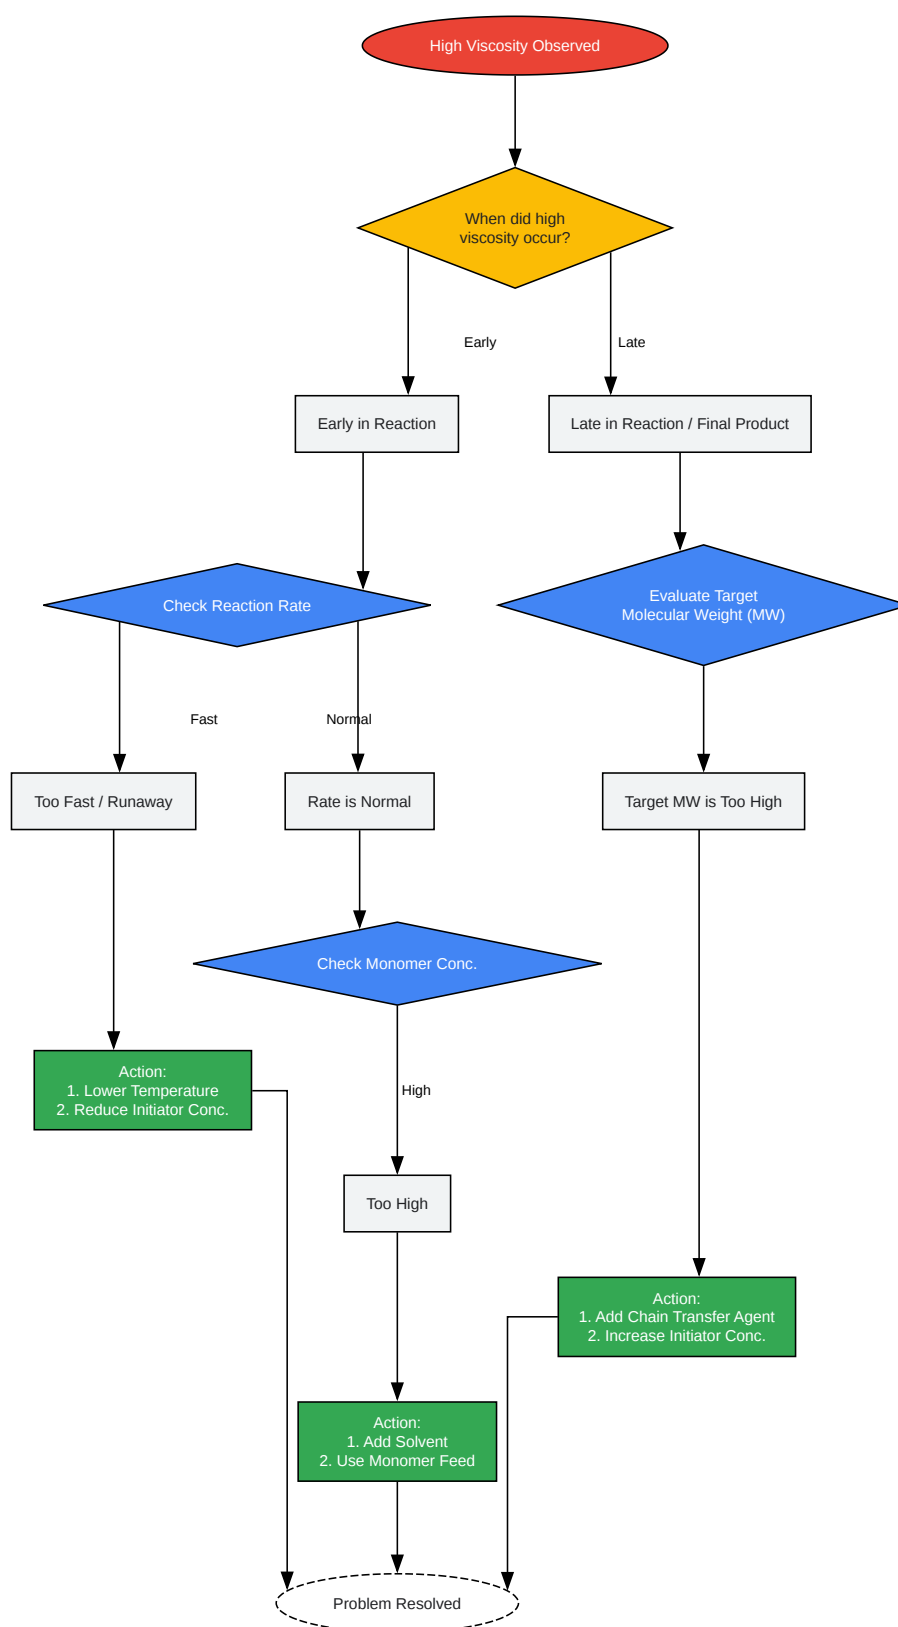 High Viscosity Observed
When did high
viscosity occur?
Early
Late
Early in Reaction
Late in Reaction / Final Product
Check Reaction Rate
Evaluate Target
Molecular Weight (MW)
Fast
Normal
Too Fast / Runaway
Rate is Normal
Target MW is Too High
Check Monomer Conc.
Action:
1. Lower Temperature
2. Reduce Initiator Conc.
High
Too High
Action:
1. Add Chain Transfer Agent
2. Increase Initiator Conc.
Action:
1. Add Solvent
2. Use Monomer Feed
Problem Resolved